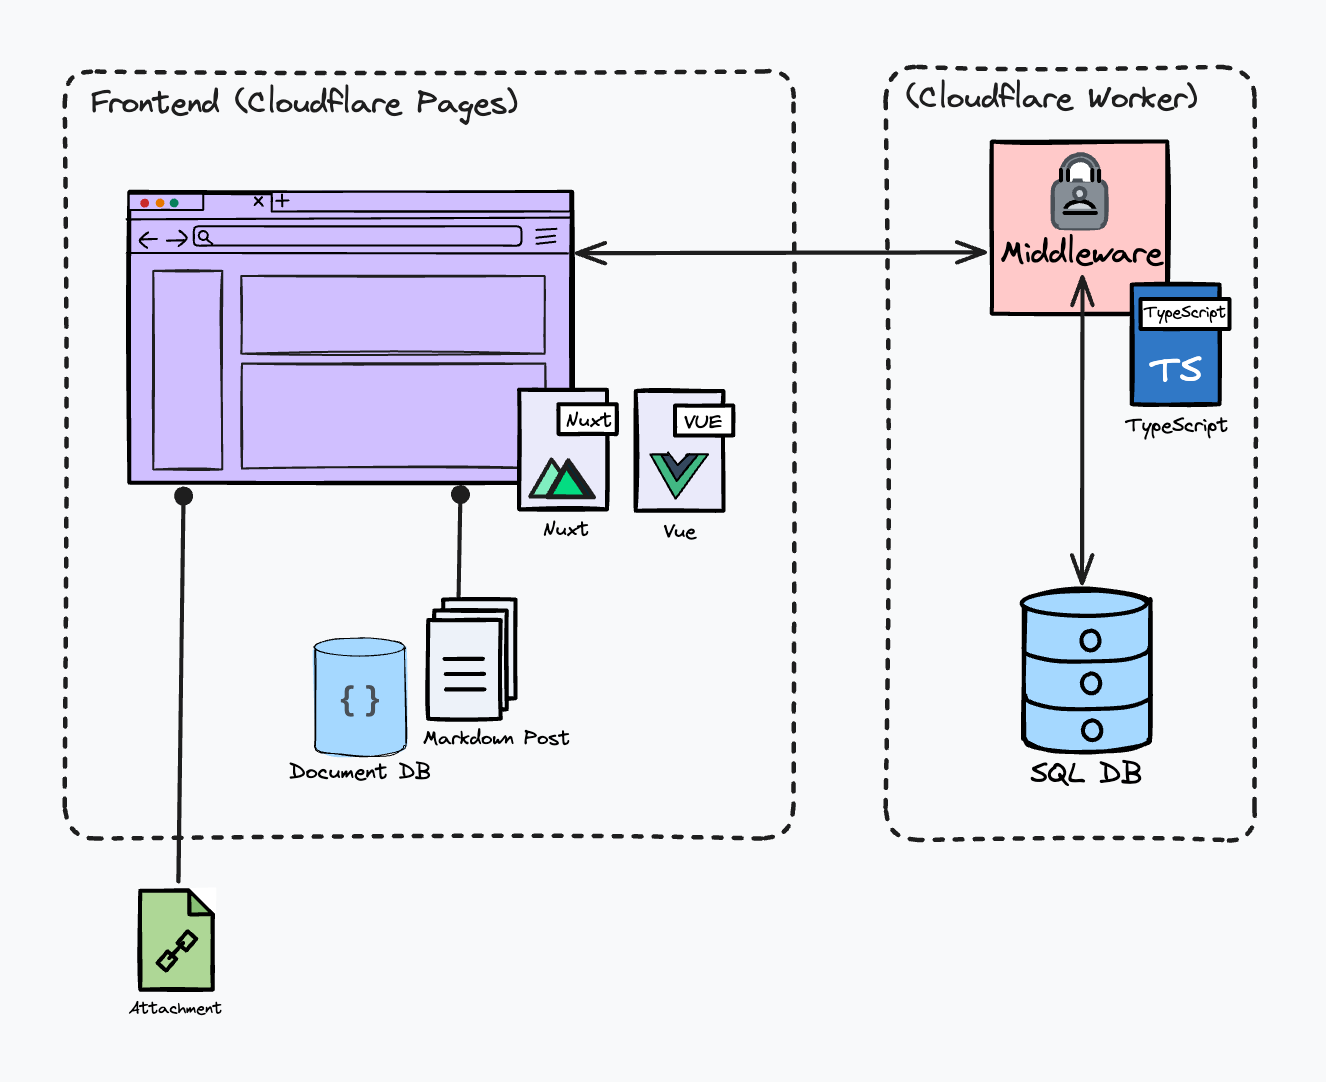 Frontend (Cloudflare Pages)
(Cloudflare Worker)
Middleware
TypeScript
TS
TypeScript
Nuxt
VUE
Nuxt
Vue
{ }
Markdown Post
Document DB
SQL DB
Attachment